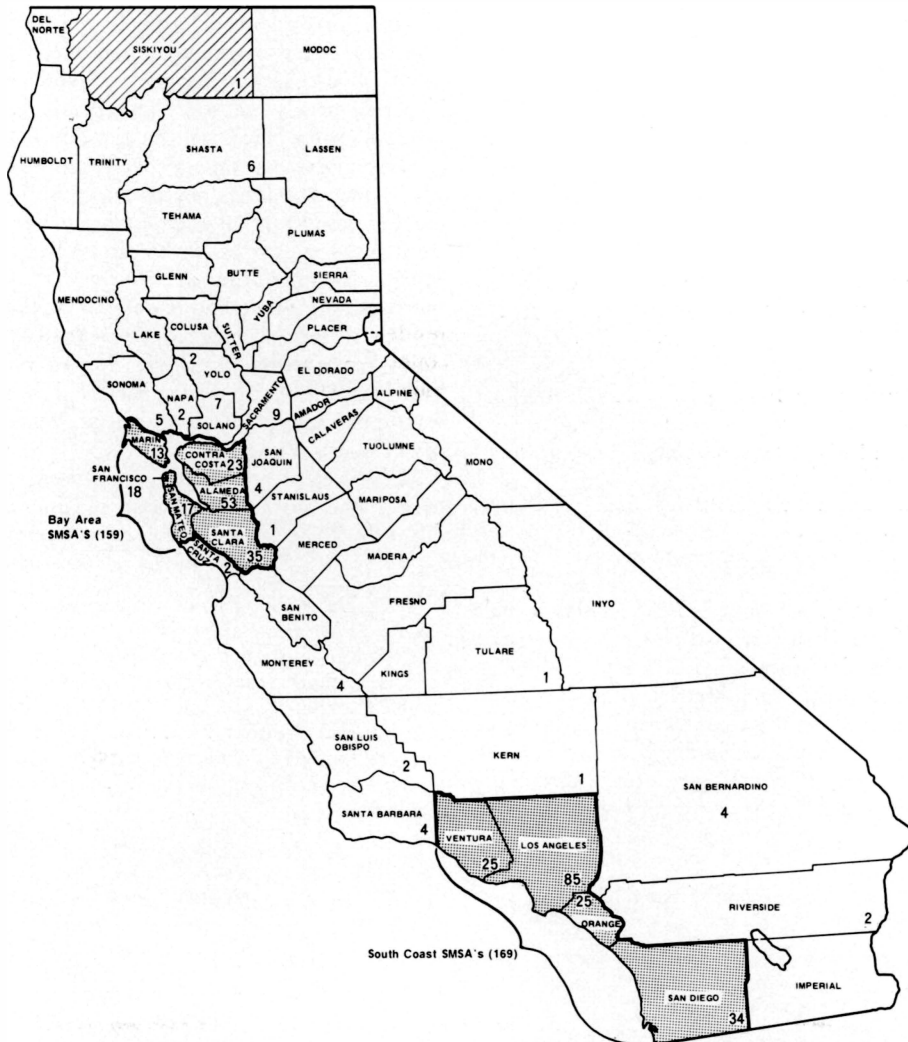 DEL
NORTE
SISKIYOU
MODOC
1
HUMBOLDT
TRINITY
SHASTA
LASSEN
6
TEHAMA
PLUMAS
GLENN
BUTTE
SIERRA
MENDOCINO
YUBA
NEVADA
LAKE
COLUSA
SUTTER
PLACER
2
YOLO
EL DORADO
SONOMA
NAPA
7
SACRAMENTO
ALPINE
5
2
SOLANO
9
AMADOR
CALAVERAS
MARIN
13
CONTRA
COSTA 23
SAN
JOAQUIN
TUOLUMNE
MONO
SAN
FRANCISCO
18
ALAMEDA
53
4
STANISLAUS
MARIPOSA
17
SAN MATEO
Bay Area
SMSA'S (159)
SANTA
CLARA
35
1
MERCED
MADERA
SANTA
CRUZ
2
SAN
BENITO
FRESNO
INYO
MONTEREY
4
KINGS
TULARE
1
SAN LUIS
OBISPO
2
KERN
1
SAN BERNARDINO
4
SANTA BARBARA
4
VENTURA
25
LOS ANGELES
85
25
ORANGE
RIVERSIDE
2
South Coast SMSA's (169)
SAN DIEGO
34
IMPERIAL